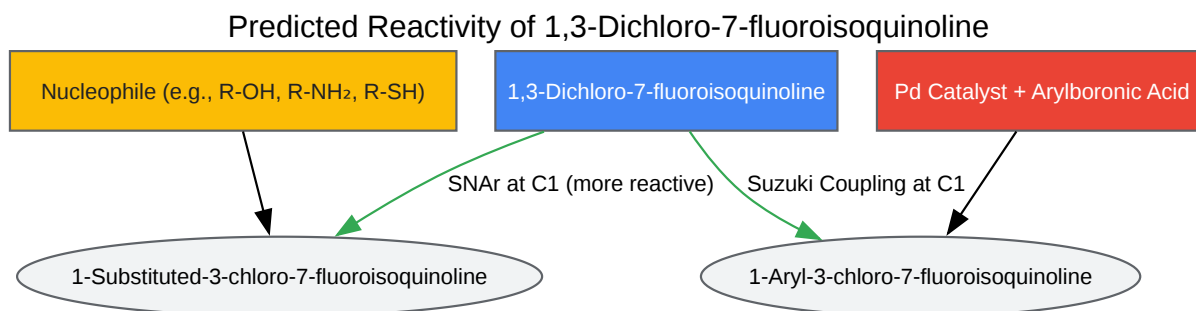 Predicted Reactivity of 1,3-Dichloro-7-fluoroisoquinoline
Nucleophile (e.g., R-OH, R-NH₂, R-SH)
1,3-Dichloro-7-fluoroisoquinoline
Pd Catalyst + Arylboronic Acid
SNAr at C1 (more reactive)
Suzuki Coupling at C1
1-Substituted-3-chloro-7-fluoroisoquinoline
1-Aryl-3-chloro-7-fluoroisoquinoline